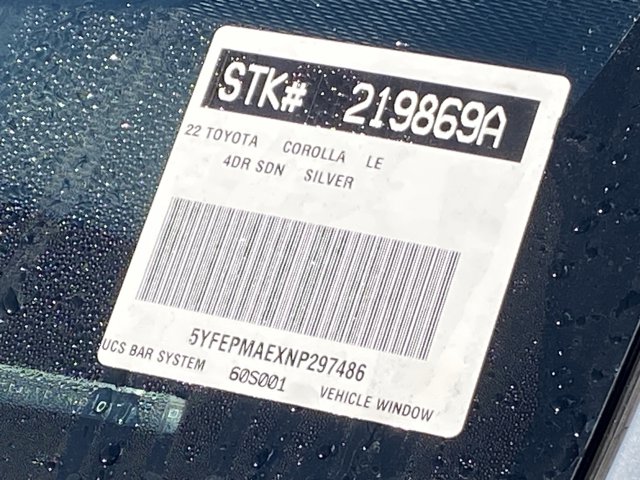 STK# 219869A
22 TOYOTA COROLLA LE
4DR SDN SILVER
5YFEPMAEXNP297486
UCS BAR SYSTEM 60S001 VEHICLE WINDOW